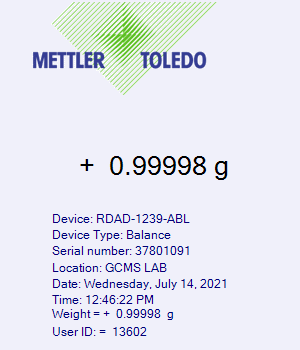 METTLER TOLEDO
+ 0.99998 g
Device: RDAD-1239-ABL
Device Type: Balance
Serial number: 37801091
Location: GCMS LAB
Date: Wednesday, July 14, 2021
Time: 12:46:22 PM
Weight = + 0.99998 g
User ID: = 13602